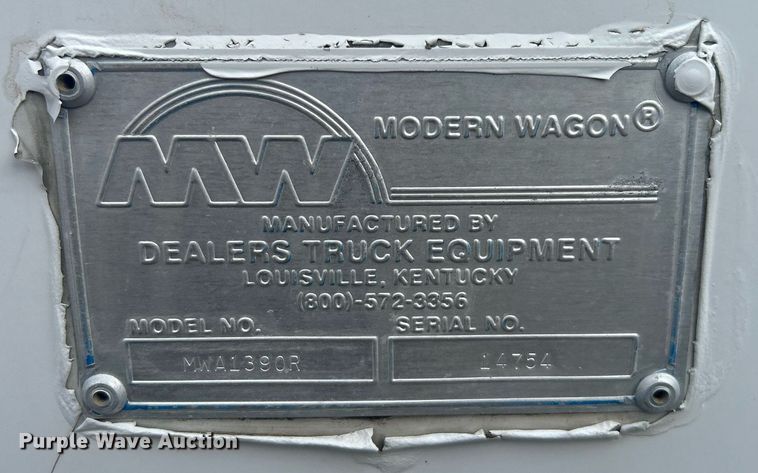 MW
MODERN WAGON®
MANUFACTURED BY
DEALERS TRUCK EQUIPMENT
LOUISVILLE, KENTUCKY
(800)-572-3356
MODEL NO. SERIAL NO.
MWA1390R 14754
Purple Wave Auction